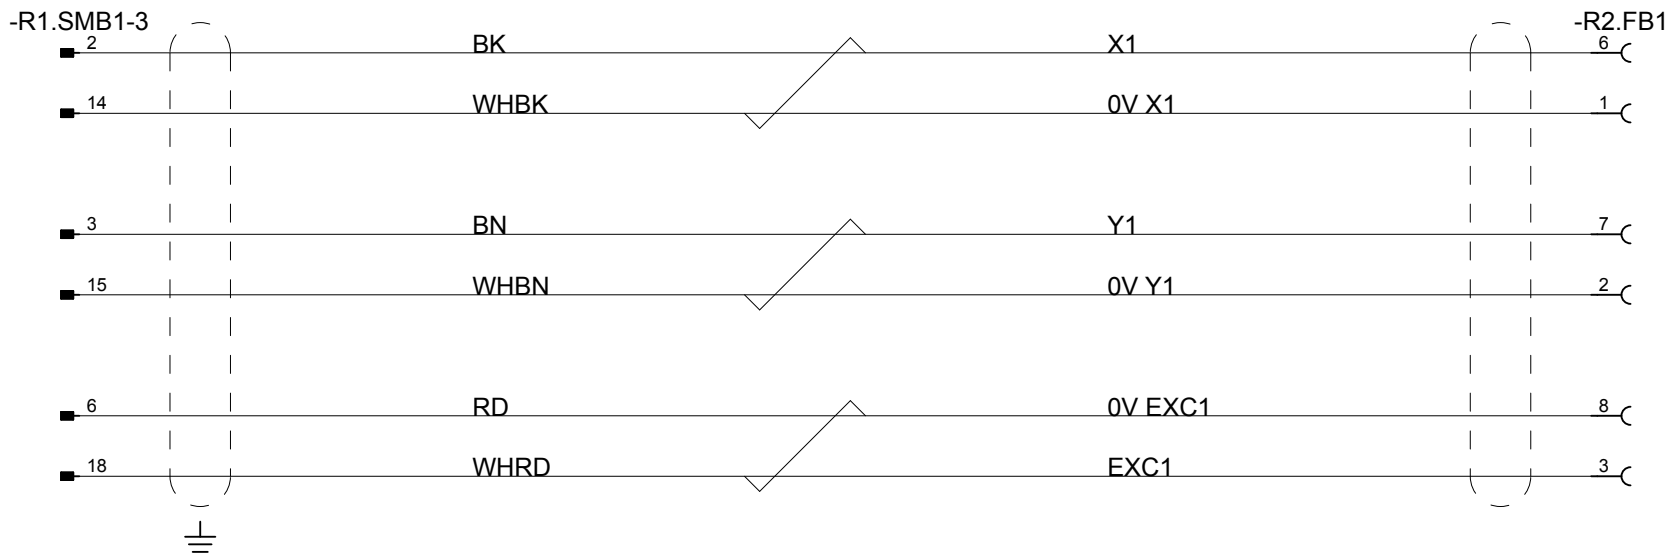 -R1.SMB1-3 -R2.FB1
2 BK X1 6
14 WHBK 0V X1 1
3 BN Y1 7
15 WHBN 0V Y1 2
6 RD 0V EXC1 8
18 WHRD EXC1 3